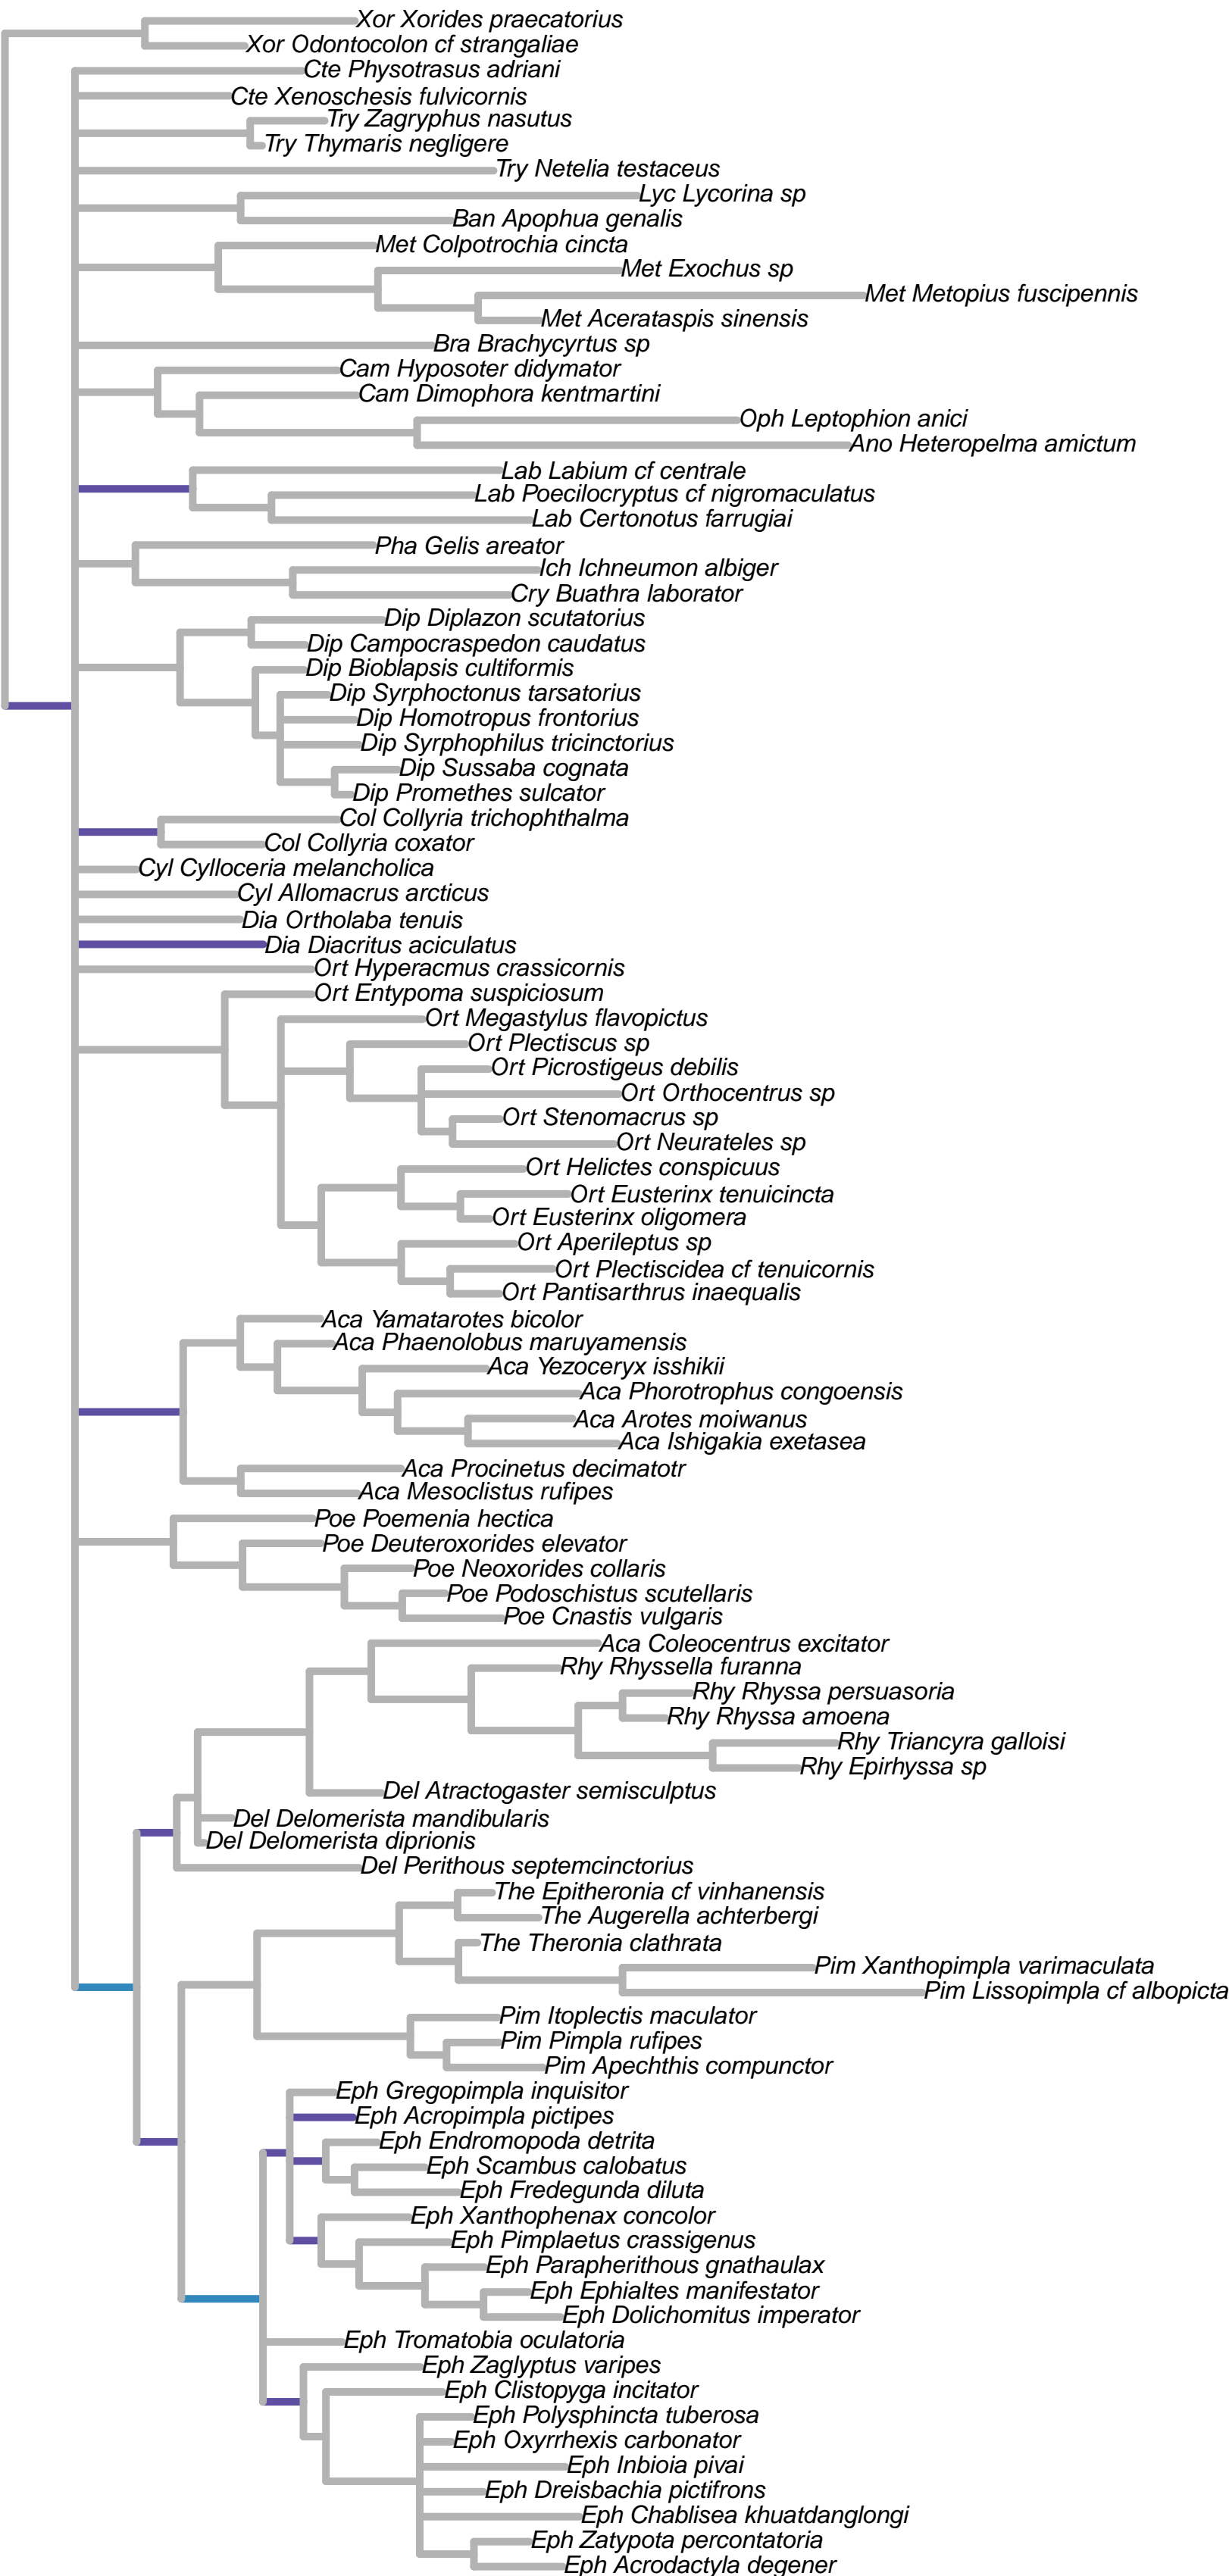 Xor Xorides praecatorius
Xor Odontocolon cf strangaliae
Cte Physotrasus adriani
Cte Xenoschesis fulvicornis
Try Zagryphus nasutus
Try Thymaris negligere
Try Netelia testaceus
Lyc Lycorina sp
Ban Apophua genalis
Met Colpotrochia cincta
Met Exochus sp
Met Metopius fuscipennis
Met Acerataspis sinensis
Bra Brachycyrtus sp
Cam Hyposoter didymator
Cam Dimophora kentmartini
Oph Leptophion anici
Ano Heteropelma amictum
Lab Labium cf centrale
Lab Poecilocryptus cf nigromaculatus
Lab Certonotus farrugiai
Pha Gelis areator
Ich Ichneumon albiger
Cry Buathra laborator
Dip Diplazon scutatorius
Dip Campocraspedon caudatus
Dip Bioblapsis cultiformis
Dip Syrphoctonus tarsatorius
Dip Homotropus frontorius
Dip Syrphophilus tricinctorius
Dip Sussaba cognata
Dip Promethes sulcator
Col Collyria trichophthalma
Col Collyria coxator
Cyl Cylloceria melancholica
Cyl Allomacrus arcticus
Dia Ortholaba tenuis
Dia Diacritus aciculatus
Ort Hyperacmus crassicornis
Ort Entypoma suspiciosum
Ort Megastylus flavopictus
Ort Plectiscus sp
Ort Picrostigeus debilis
Ort Orthocentrus sp
Ort Stenomacrus sp
Ort Neurateles sp
Ort Helictes conspicuus
Ort Eusterinx tenuicincta
Ort Eusterinx oligomera
Ort Aperileptus sp
Ort Plectiscidea cf tenuicornis
Ort Pantisarthrus inaequalis
Aca Yamatarotes bicolor
Aca Phaenolobus maruyamensis
Aca Yezoceryx isshikii
Aca Phorotrophus congoensis
Aca Arotes moiwanus
Aca Ishigakia exetasea
Aca Procinetus decimatotr
Aca Mesoclistus rufipes
Poe Poemenia hectica
Poe Deuteroxorides elevator
Poe Neoxorides collaris
Poe Podoschistus scutellaris
Poe Cnastis vulgaris
Aca Coleocentrus excitator
Rhy Rhyssella furanna
Rhy Rhyssa persuasoria
Rhy Rhyssa amoena
Rhy Triancyra galloisi
Rhy Epirhyssa sp
Del Atractogaster semisculptus
Del Delomerista mandibularis
Del Delomerista diprionis
Del Perithous septemcinctorius
The Epitheronia cf vinhanensis
The Augerella achterbergi
The Theronia clathrata
Pim Xanthopimpla varimaculata
Pim Lissopimpla cf albopicta
Pim Itoplectis maculator
Pim Pimpla rufipes
Pim Apechthis compunctor
Eph Gregopimpla inquisitor
Eph Acropimpla pictipes
Eph Endromopoda detrita
Eph Scambus calobatus
Eph Fredegunda diluta
Eph Xanthophenax concolor
Eph Pimplaetus crassigenus
Eph Parapherithous gnathaulax
Eph Ephialtes manifestator
Eph Dolichomitus imperator
Eph Tromatobia oculatoria
Eph Zaglyptus varipes
Eph Clistopyga incitator
Eph Polysphincta tuberosa
Eph Oxyrrhexis carbonator
Eph Inbioia pivai
Eph Dreisbachia pictifrons
Eph Chablisea khuatdanglongi
Eph Zatypota percontatoria
Eph Acrodactyla degener